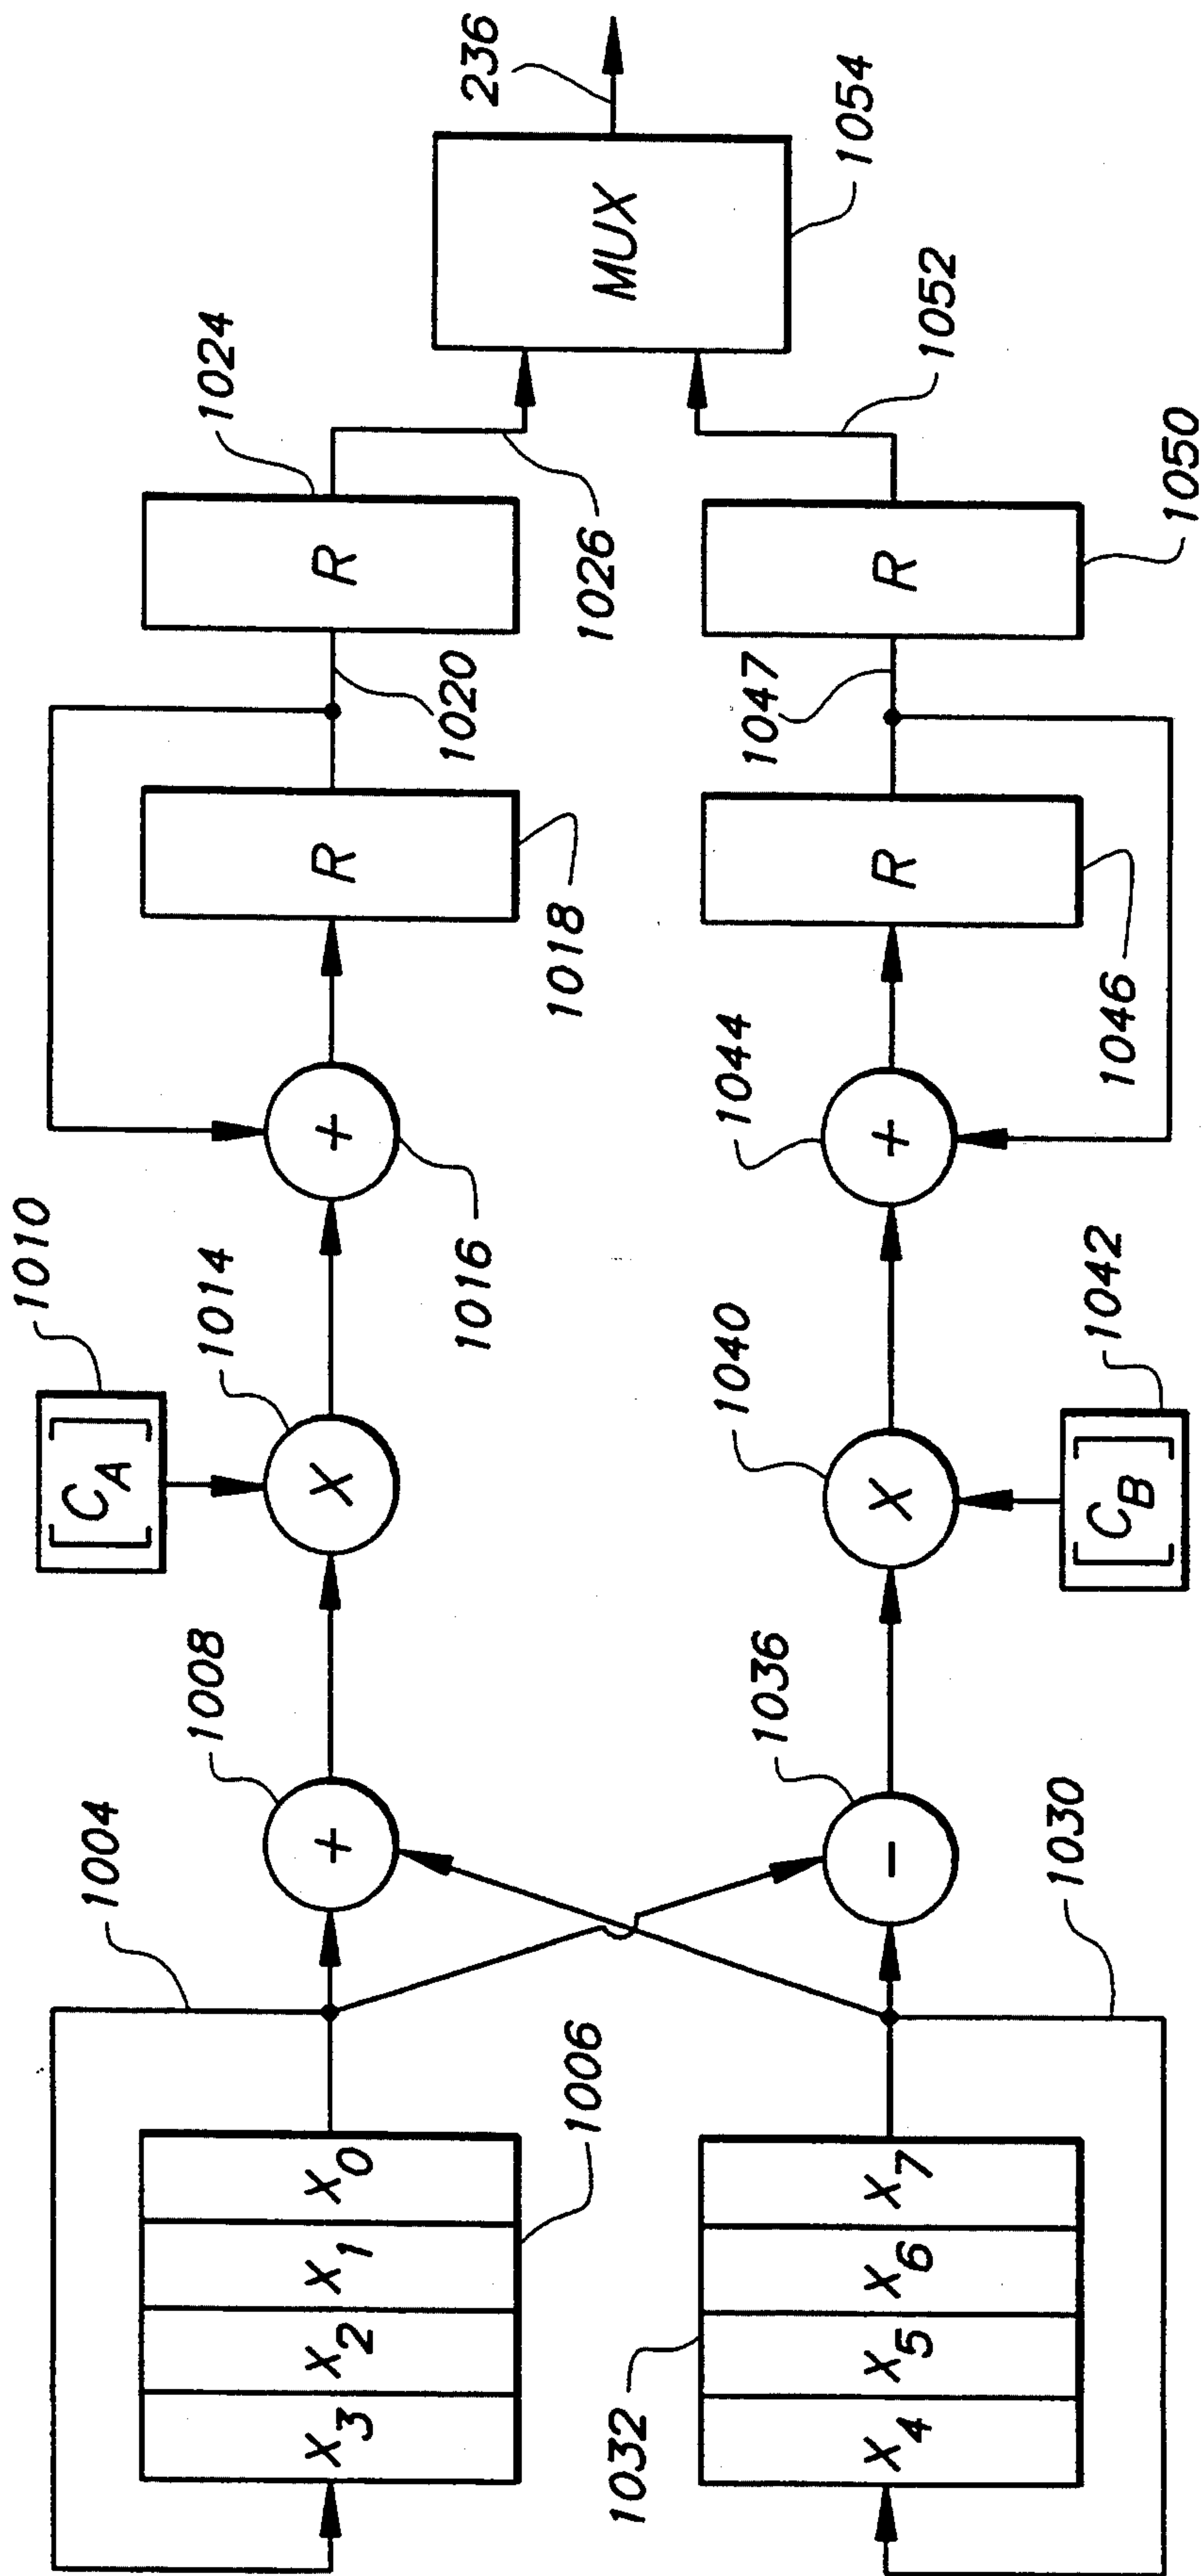 1010
[C_A]
1004
1008
1014
1024
236
X_3 X_2 X_1 X_0
+
X
+
R
R
1020
1006
1016
1018
1026
MUX
1054
1032
1036
1040
1044
1047
1052
X_4 X_5 X_6 X_7
-
X
+
R
R
1030
1042
[C_B]
1046
1050